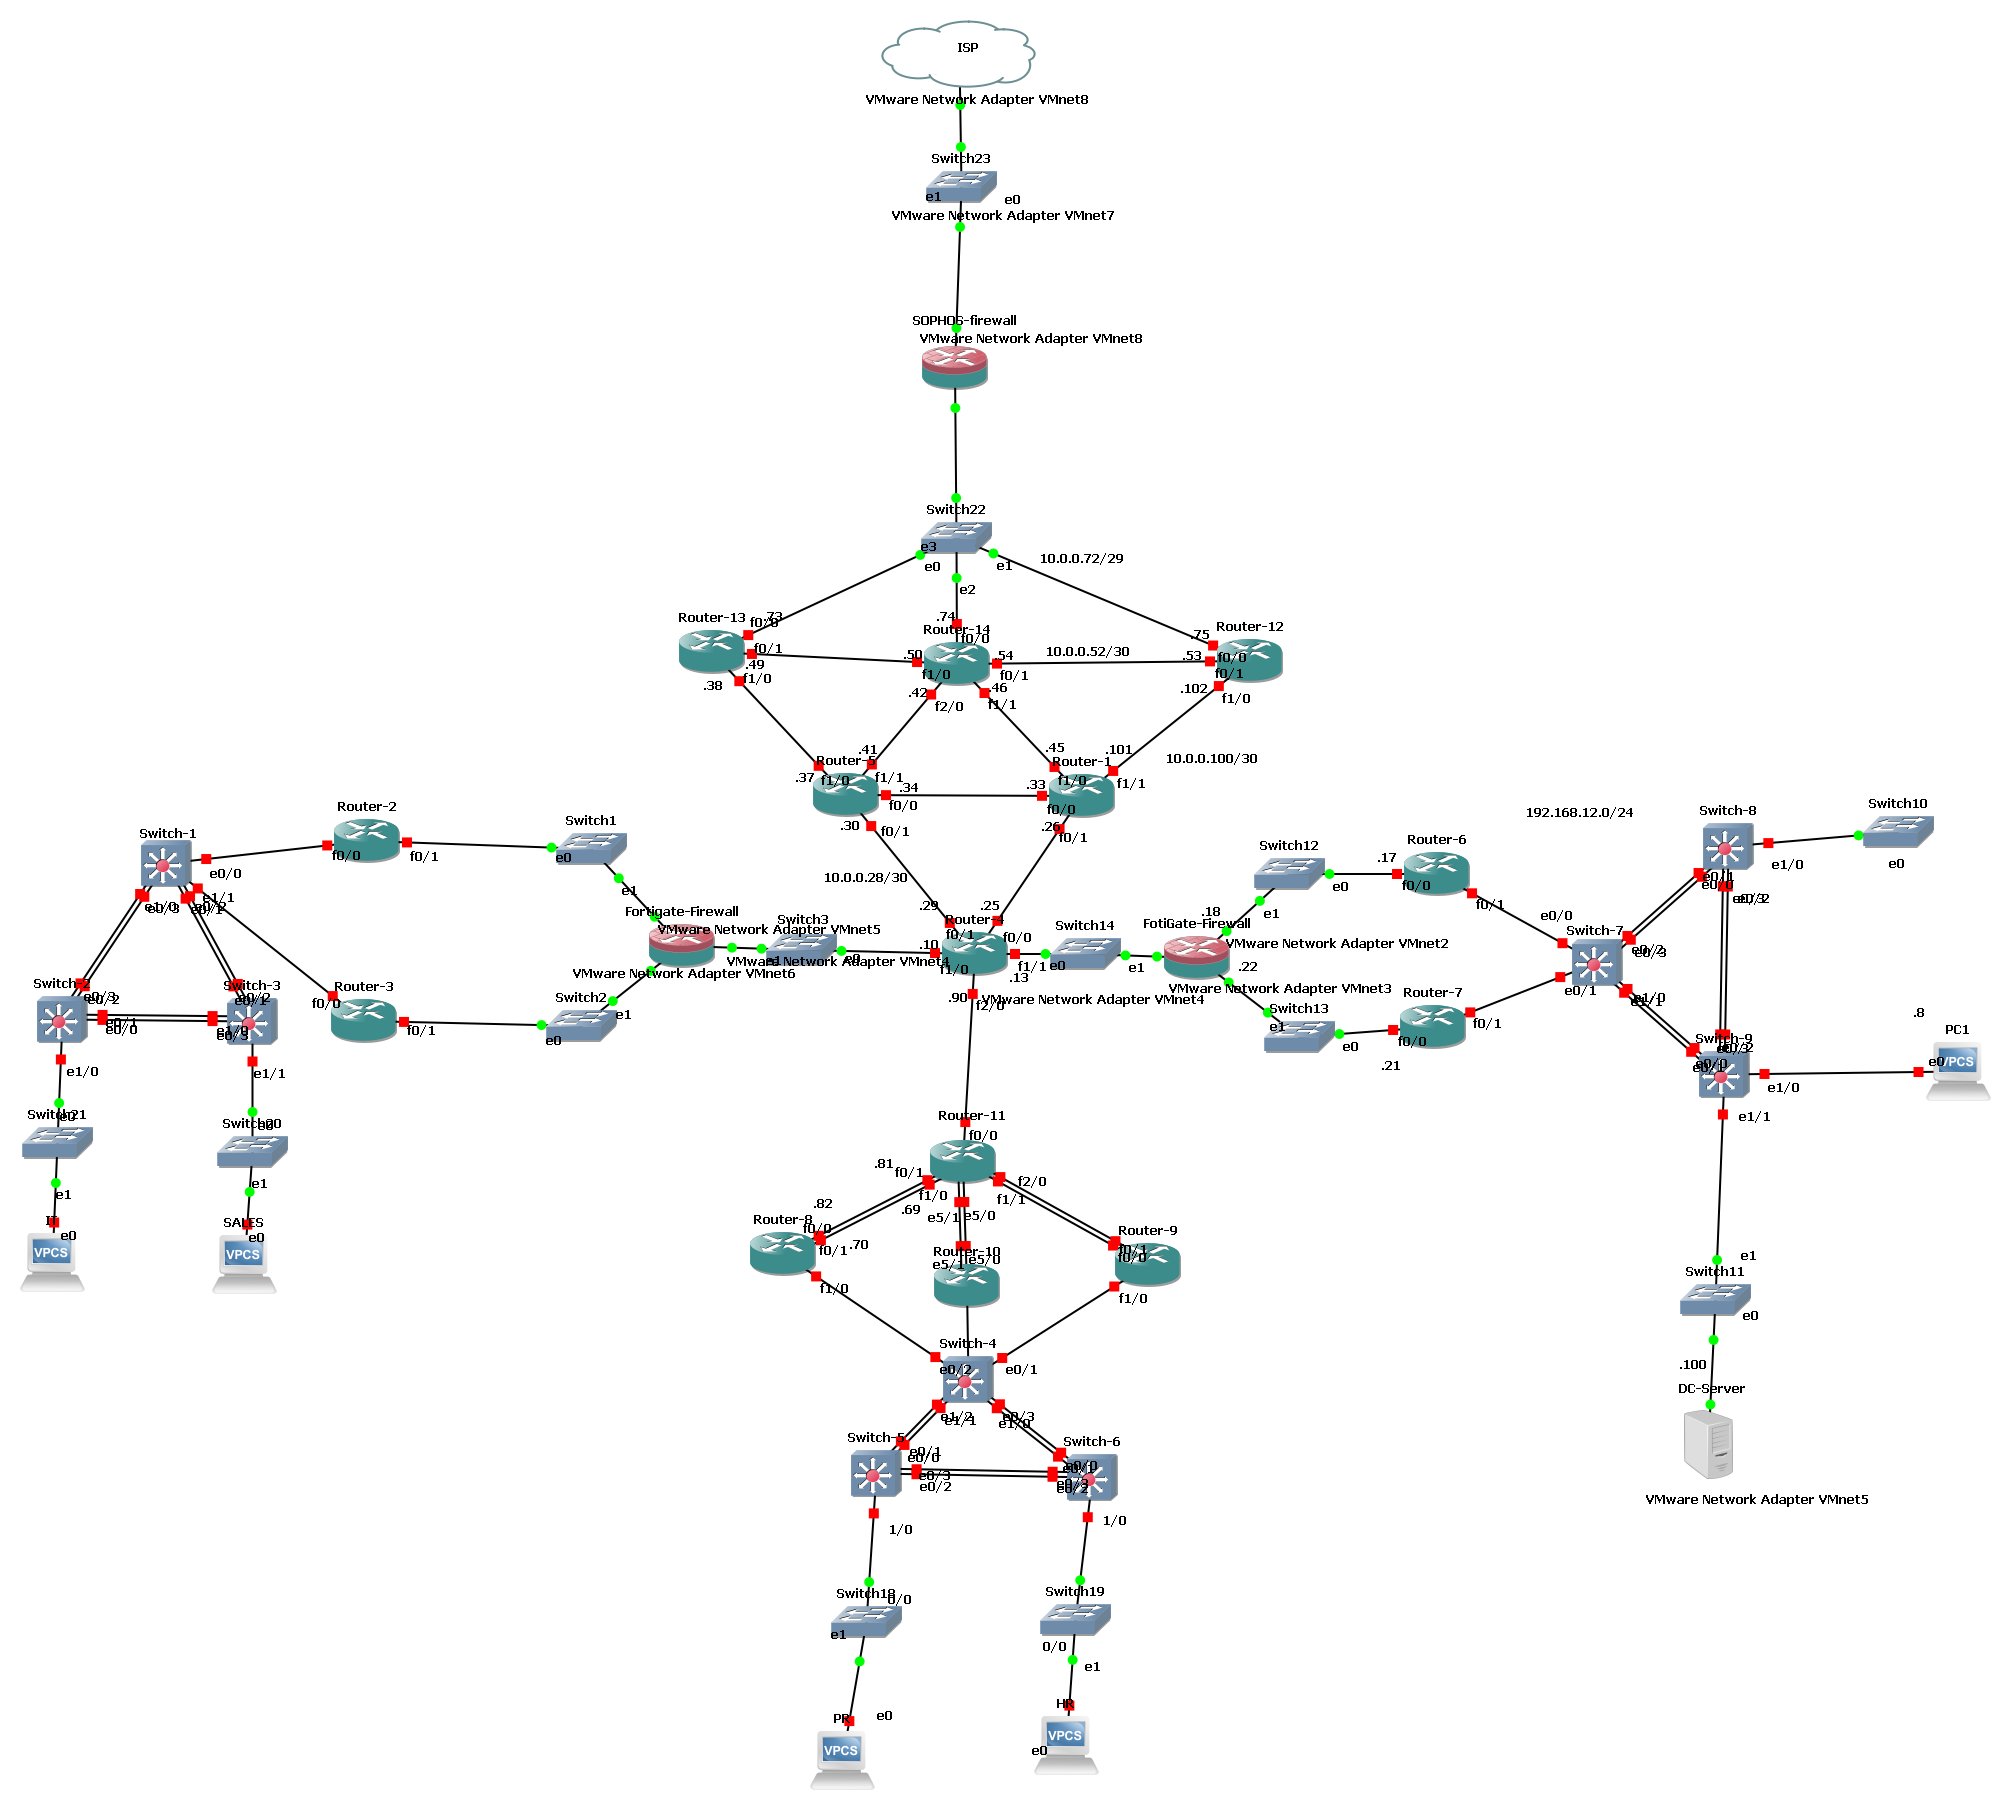 ISP
VMware Network Adapter VMnet8
Switch23
e1
e0
VMware Network Adapter VMnet7
SOPHOS-firewall
VMware Network Adapter VMnet8
Switch22
e3
e0
e1
e2
10.0.0.72/29
Router-13
.73
f0/0
f0/1
.49
f1/0
.38
.74
Router-14
f0/0
.50
f1/0
.54
f0/1
10.0.0.52/30
.42
f2/0
.46
f1/1
.75
Router-12
.53
f0/0
f0/1
.102
f1/0
.41
Router-5
.37
f1/0
f1/1
.34
f0/0
.30
f0/1
.45
.101
Router-1
.33
f1/0
f1/1
f0/0
.26
f0/1
10.0.0.100/30
10.0.0.28/30
Router-2
f0/0
f0/1
Switch1
e0
e1
Switch-1
e0/0
e1/1
e0/2
e0/1
e1/0
e0/3
Fortigate-Firewall
VMware Network Adapter VMnet5
VMware Network Adapter VMnet6
Switch3
e1
e0
VMware Network Adapter VMnet4
.29
.25
Router-4
f0/1
f0/0
.10
f1/0
f1/1
.13
.90
f2/0
VMware Network Adapter VMnet4
Switch14
e0
e1
FotiGate-Firewall
.18
VMware Network Adapter VMnet2
.22
VMware Network Adapter VMnet3
Switch12
e0
e1
.17
Router-6
f0/0
f0/1
Switch13
e1
e0
Router-7
f0/0
f0/1
.21
192.168.12.0/24
Switch-7
e0/0
e0/1
e0/2
e0/3
e1/0
e1/1
Switch-8
e0/1
e0/0
e0/3
e0/2
e1/0
Switch10
e0
Switch-9
e0/2
e0/3
e0/0
e0/1
e1/0
e1/1
.8
PC1
e0
VPCS
Switch11
e1
e0
.100
DC-Server
VMware Network Adapter VMnet5
Switch-2
e0/3
e0/2
e0/1
e0/0
e1/0
Switch-3
e0/2
e0/1
e1/0
e0/3
e1/1
Router-3
f0/0
f0/1
Switch2
e0
e1
Switch21
e0
e1
IT
e0
VPCS
Switch20
e0
e1
SALES
e0
VPCS
Router-11
f0/0
.81
f0/1
f1/0
.69
e5/1
e5/0
f1/1
f2/0
.82
Router-8
f0/0
f0/1
.70
f1/0
Router-10
e5/1
e5/0
Router-9
f0/1
f0/0
f1/0
Switch-4
e0/2
e0/1
e1/2
e1/1
e0/3
e1/0
Switch-5
e0/1
e0/0
e0/3
e0/2
1/0
Switch-6
e0/0
e0/1
e0/3
e0/2
1/0
Switch18
0/0
e1
Switch19
0/0
e1
PR
e0
VPCS
HR
e0
VPCS